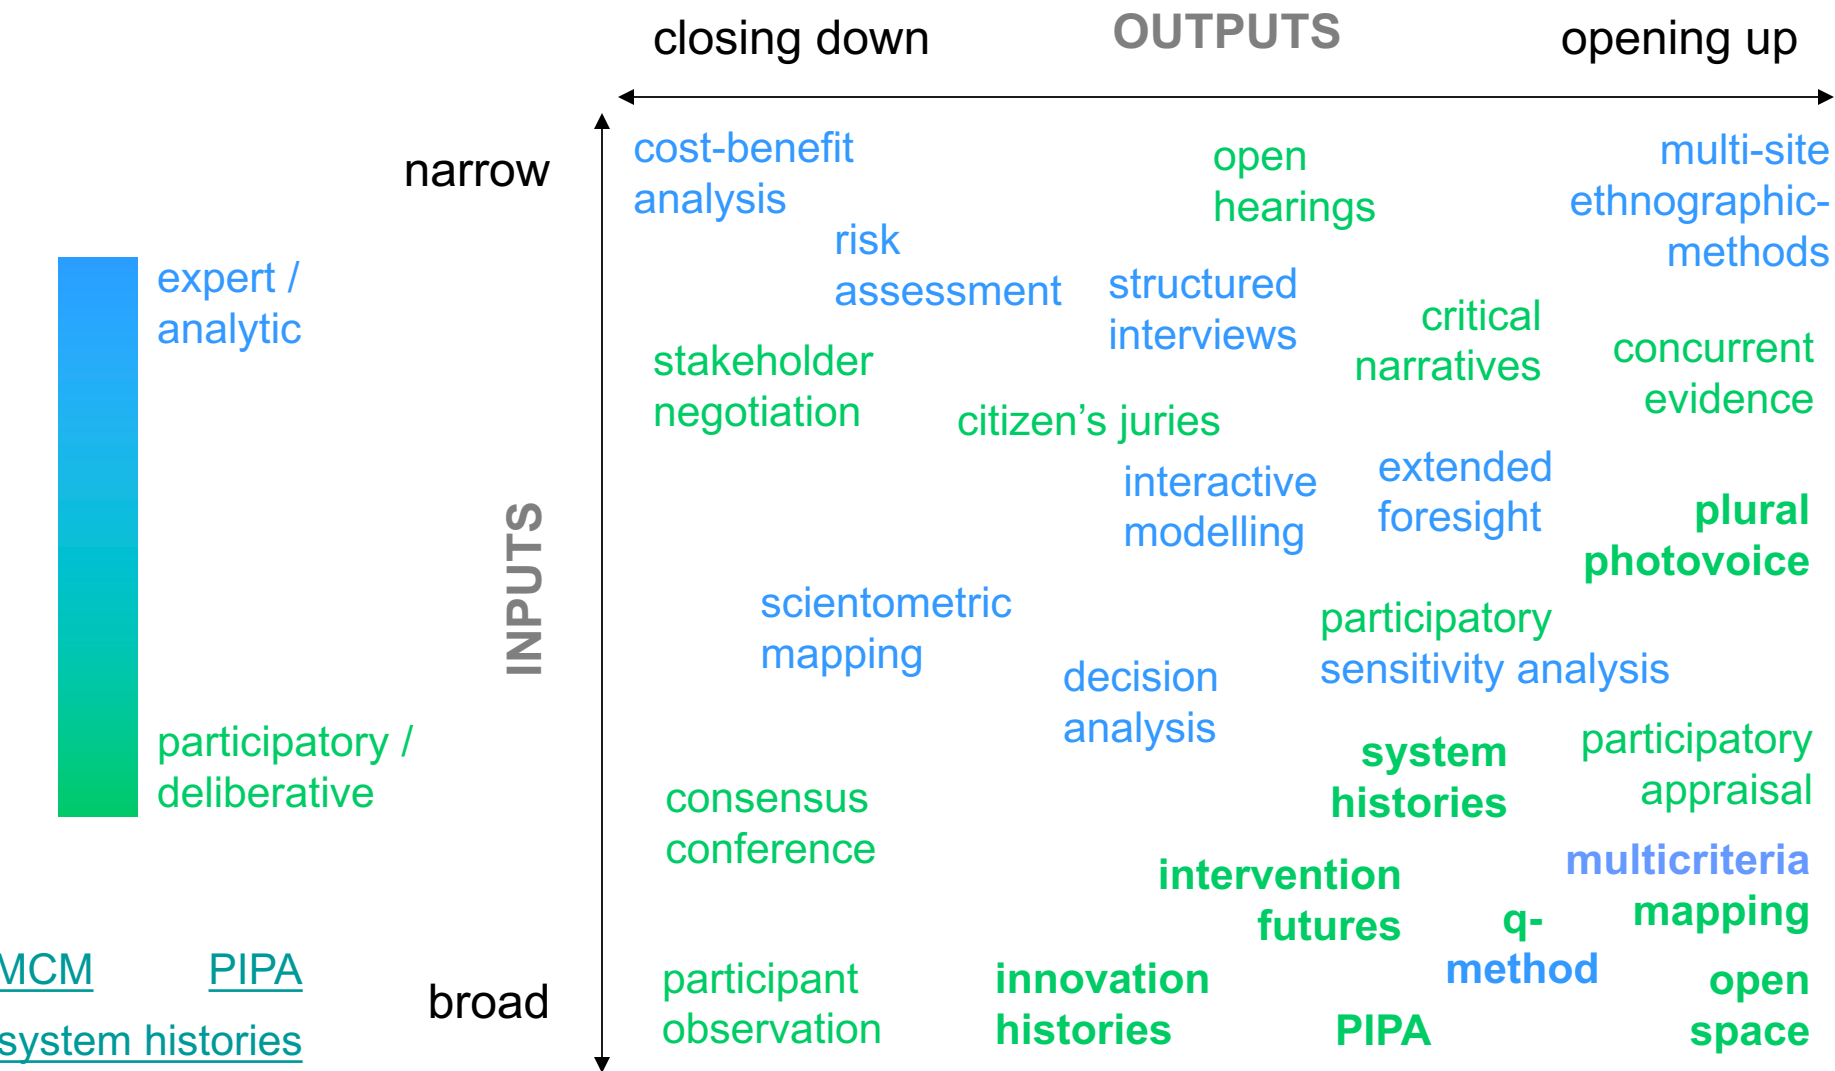 closing down
OUTPUTS
opening up
narrow
cost-benefit
analysis
open
hearings
multi-site
ethnographic-
methods
risk
assessment
expert /
analytic
structured
interviews
critical
narratives
concurrent
evidence
stakeholder
negotiation
citizen’s juries
interactive
modelling
extended
foresight
plural
photovoice
INPUTS
scientometric
mapping
participatory
sensitivity analysis
decision
analysis
participatory /
deliberative
system
histories
participatory
appraisal
consensus
conference
intervention
futures
multicriteria
mapping
q-
method
MCM
PIPA
system histories
broad
participant
observation
innovation
histories
PIPA
open
space